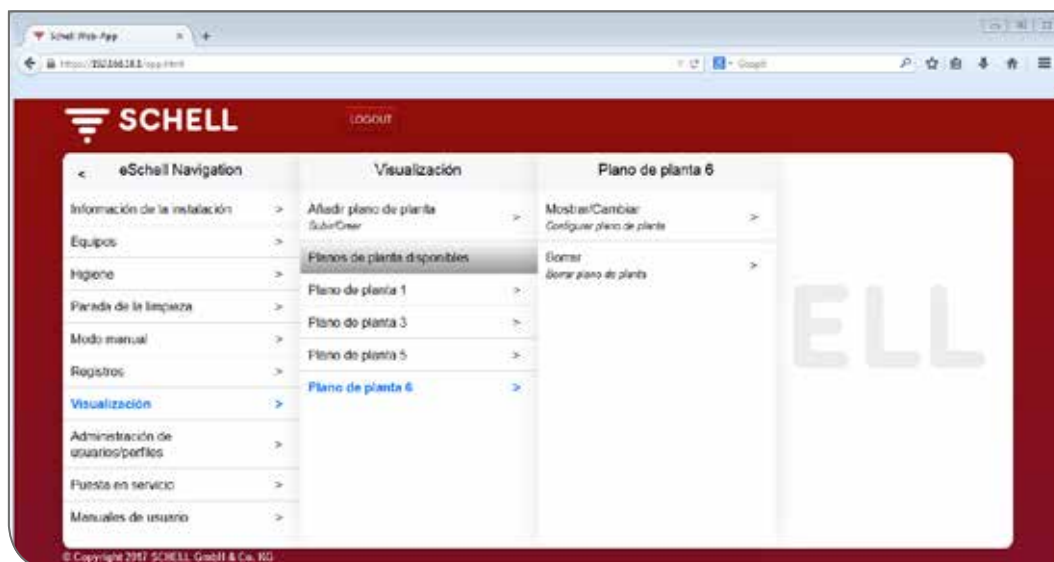 Schell Web-App
Google
SCHELL
LOGOUT
< eSchell Navigation
Información de la instalación >
Equipos >
Higiene >
Parada de la limpieza >
Modo manual >
Registros >
Visualización >
Administración de
usuarios/perfiles >
Puesta en servicio >
Manuales de usuario >
Visualización
Añadir plano de planta >
Subir/Crear
Planos de planta disponibles
Plano de planta 1 >
Plano de planta 3 >
Plano de planta 5 >
Plano de planta 6 >
Plano de planta 6
Mostrar/Cambiar >
Configurar plano de planta
Borrar >
Borrar plano de planta
ELL
© Copyright 2017 SCHELL GmbH & Co. KG